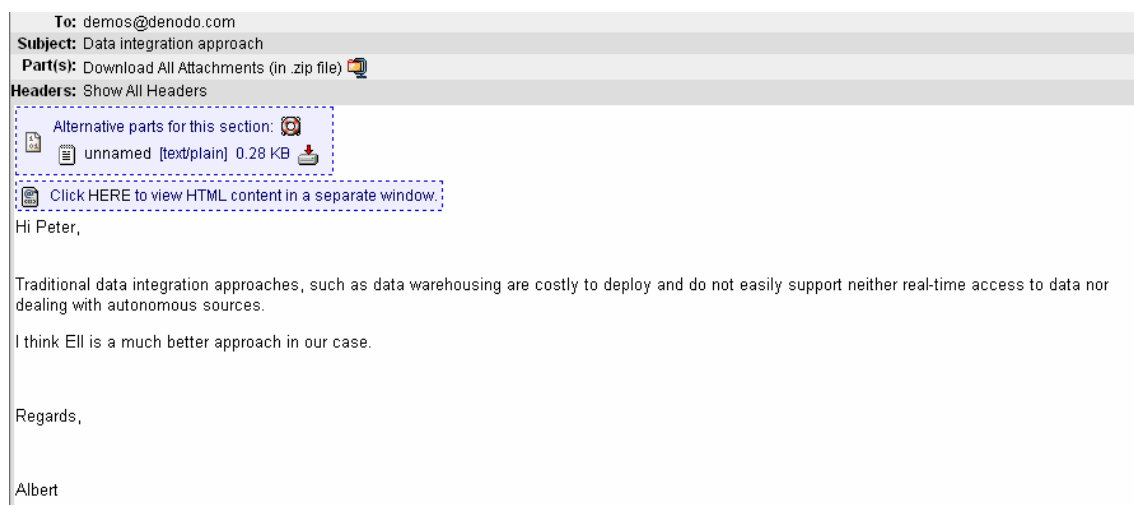 To: demos@denodo.com
Subject: Data integration approach
Part(s): Download All Attachments (in .zip file)
Headers: Show All Headers
Alternative parts for this section:
unnamed [text/plain] 0.28 KB
Click HERE to view HTML content in a separate window.
Hi Peter,
Traditional data integration approaches, such as data warehousing are costly to deploy and do not easily support neither real-time access to data nor
dealing with autonomous sources.
I think EII is a much better approach in our case.
Regards,
Albert